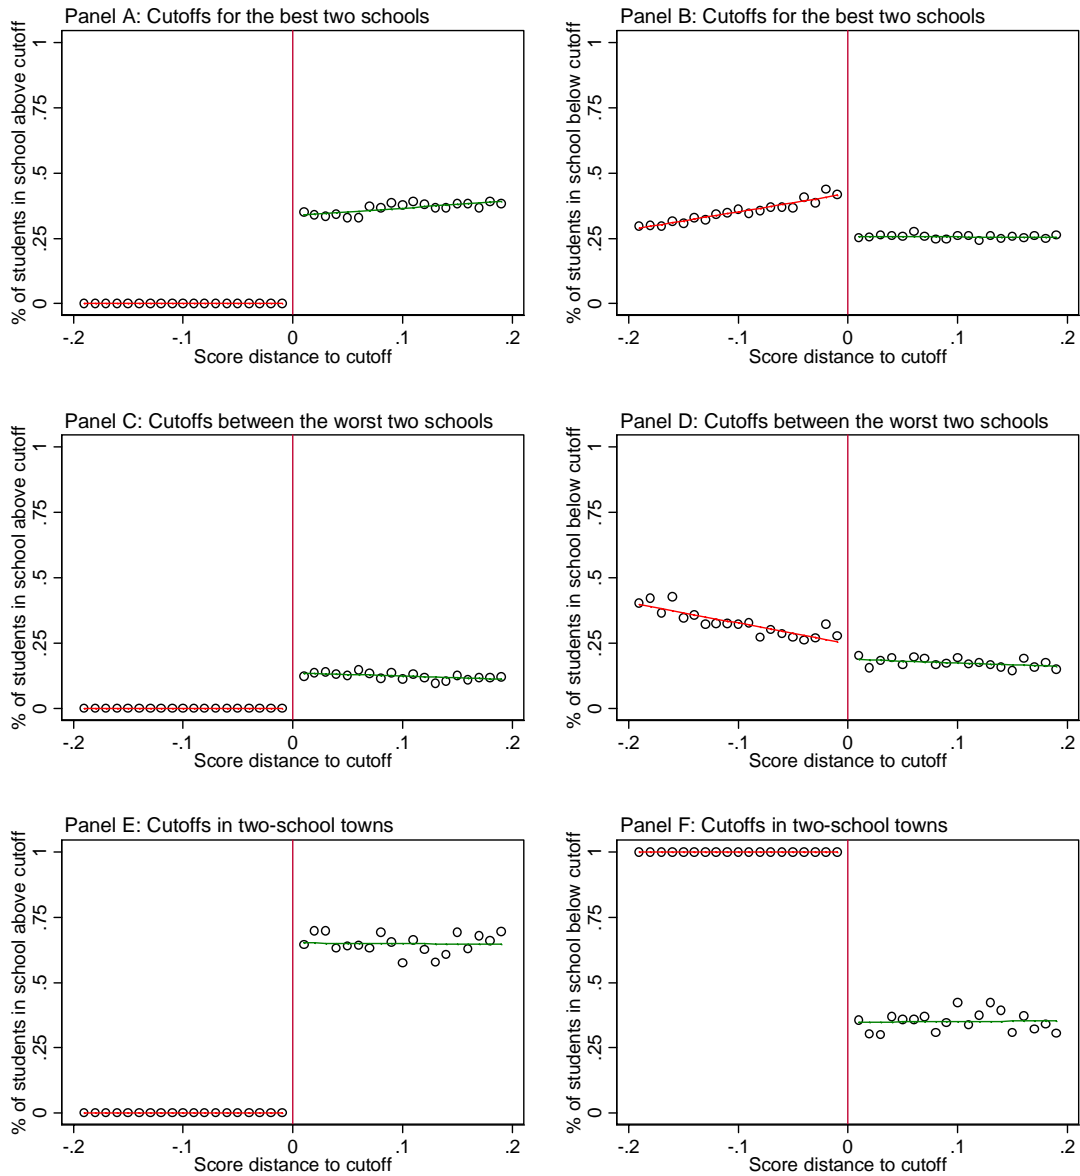 Panel A: Cutoffs for the best two schools
% of students in school above cutoff
1
.75
.5
.25
0
-.2 -.1 0 .1 .2
Score distance to cutoff
Panel B: Cutoffs for the best two schools
% of students in school below cutoff
1
.75
.5
.25
0
-.2 -.1 0 .1 .2
Score distance to cutoff
Panel C: Cutoffs between the worst two schools
% of students in school above cutoff
1
.75
.5
.25
0
-.2 -.1 0 .1 .2
Score distance to cutoff
Panel D: Cutoffs between the worst two schools
% of students in school below cutoff
1
.75
.5
.25
0
-.2 -.1 0 .1 .2
Score distance to cutoff
Panel E: Cutoffs in two-school towns
% of students in school above cutoff
1
.75
.5
.25
0
-.2 -.1 0 .1 .2
Score distance to cutoff
Panel F: Cutoffs in two-school towns
% of students in school below cutoff
1
.75
.5
.25
0
-.2 -.1 0 .1 .2
Score distance to cutoff